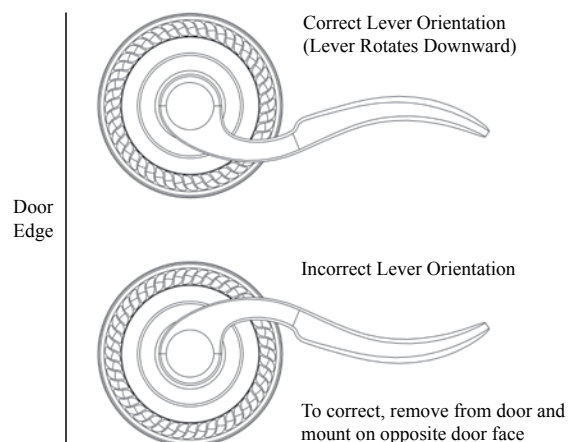 Correct Lever Orientation
(Lever Rotates Downward)
Door
Edge
Incorrect Lever Orientation
To correct, remove from door and
mount on opposite door face